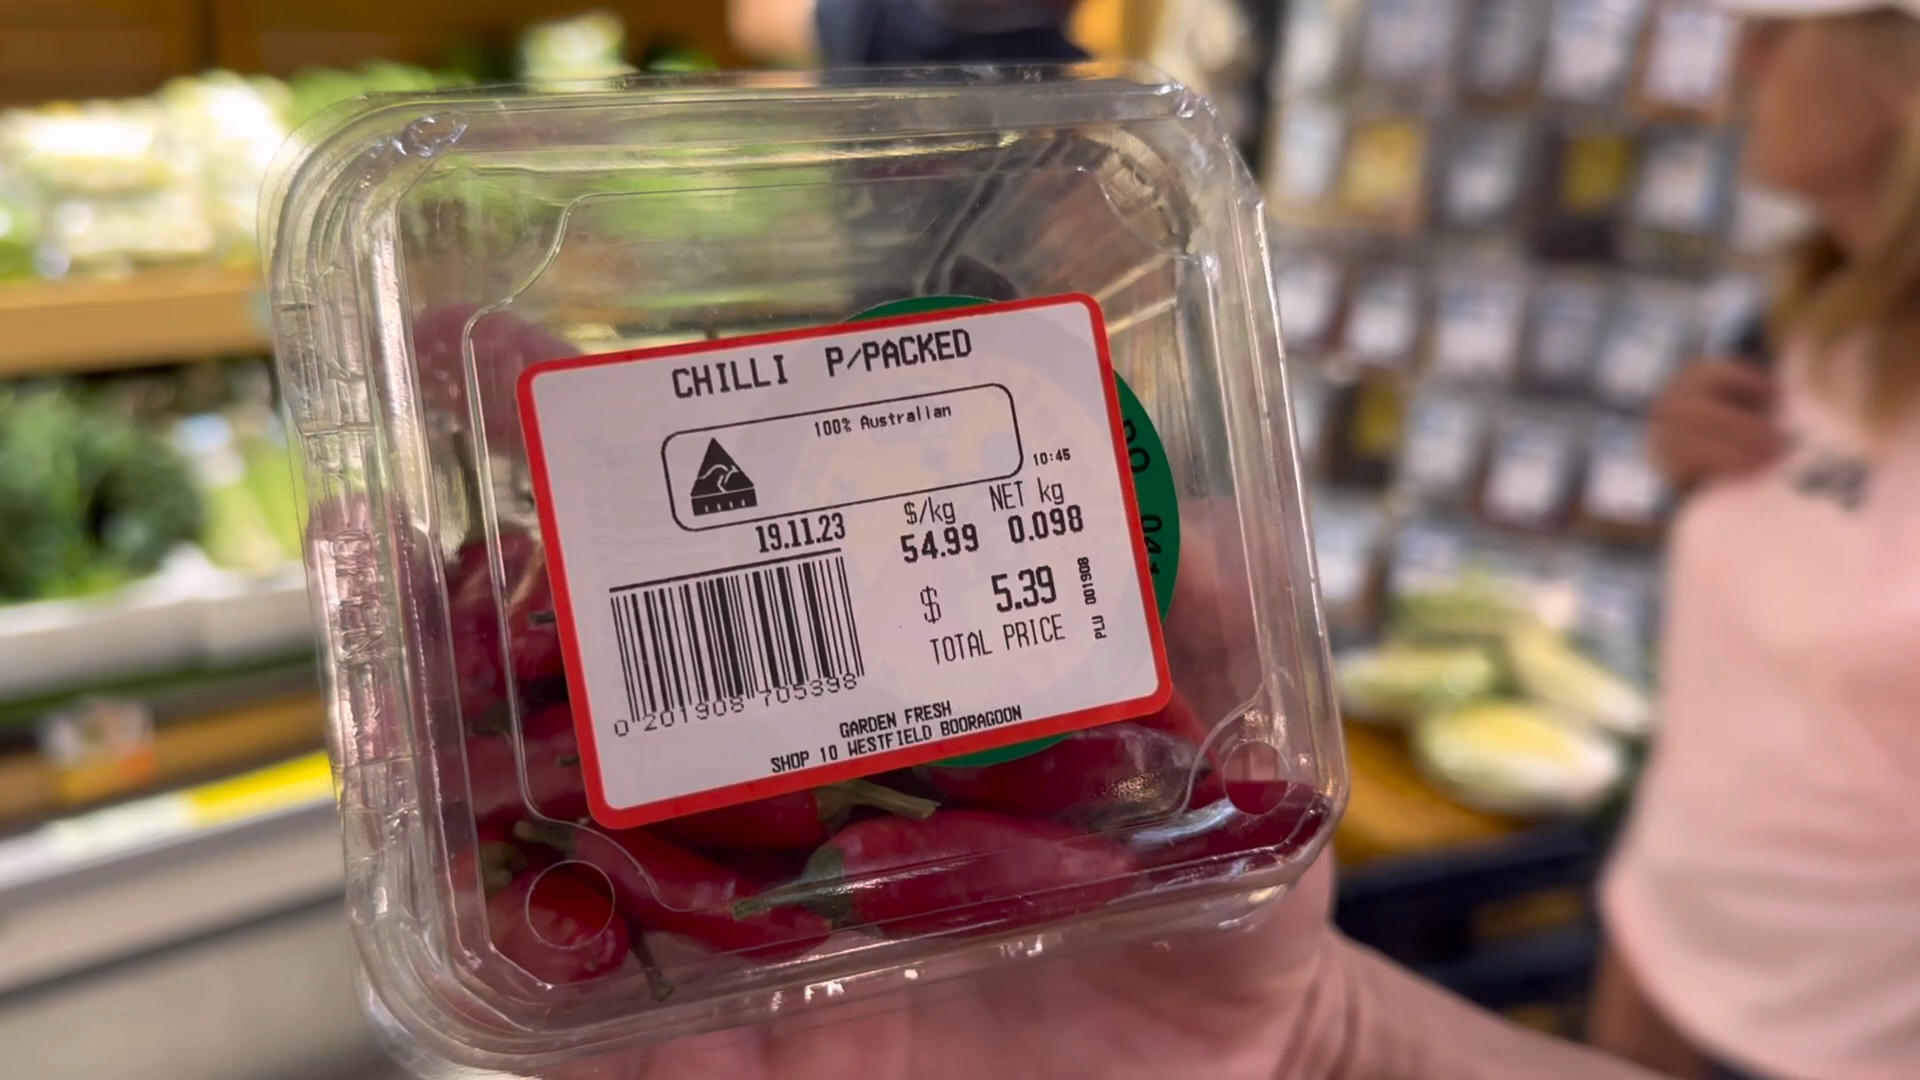 CHILLI P/PACKED
100% Australian
10:45
19.11.23
$/kg NET kg
54.99 0.098
$ 5.39
TOTAL PRICE
PLU 001908
0 201908 705398
GARDEN FRESH
SHOP 10 WESTFIELD BOORAGOON